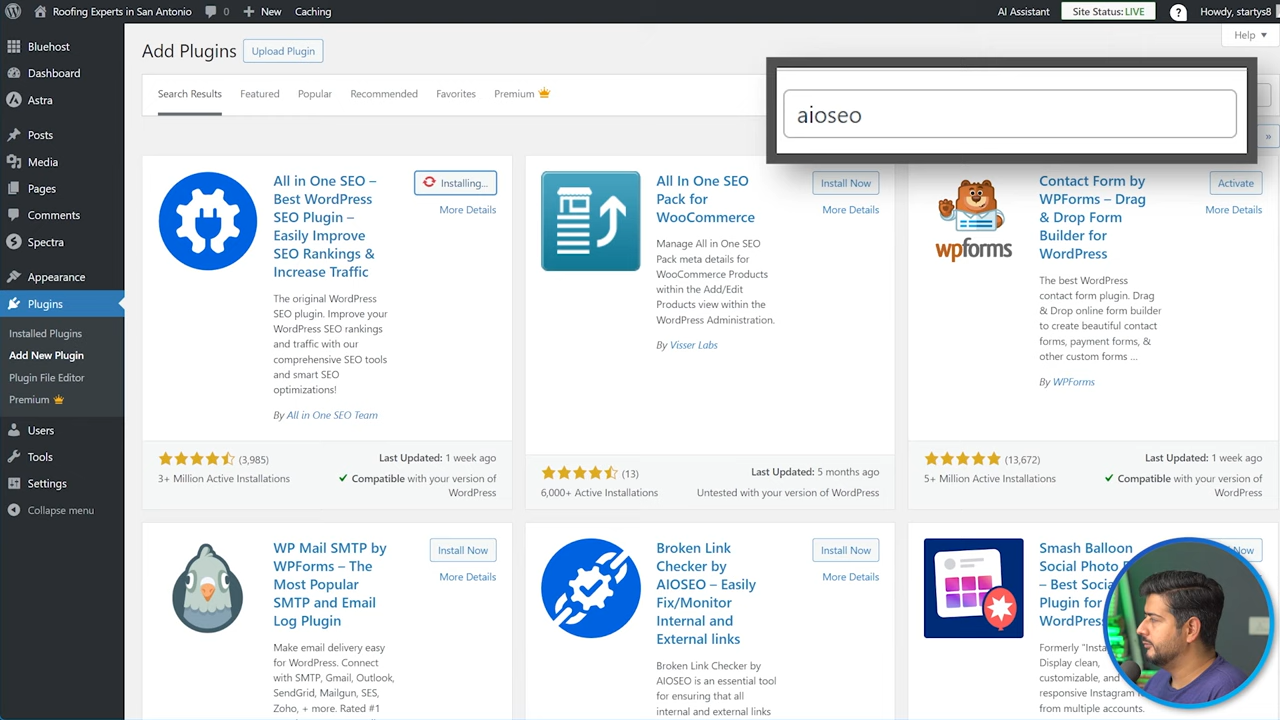 Roofing Experts in San Antonio 0 New Caching AI Assistant Site Status: LIVE ? Howdy, startys8
Bluehost
Dashboard
Astra
Posts
Media
Pages
Comments
Spectra
Appearance
Plugins
Installed Plugins
Add New Plugin
Plugin File Editor
Premium
Users
Tools
Settings
Collapse menu
Help
Add Plugins Upload Plugin
Search Results Featured Popular Recommended Favorites Premium
aioseo
»
All in One SEO –
Best WordPress
SEO Plugin –
Easily Improve
SEO Rankings &
Increase Traffic
Installing...
More Details
The original WordPress
SEO plugin. Improve your
WordPress SEO rankings
and traffic with our
comprehensive SEO tools
and smart SEO
optimizations!
By All in One SEO Team
(3,985)
3+ Million Active Installations
Last Updated: 1 week ago
Compatible with your version of
WordPress
All In One SEO
Pack for
WooCommerce
Install Now
More Details
Manage All in One SEO
Pack meta details for
WooCommerce Products
within the Add/Edit
Products view within the
WordPress Administration.
By Visser Labs
(13)
6,000+ Active Installations
Last Updated: 5 months ago
Untested with your version of WordPress
wpforms
Contact Form by
WPForms – Drag
& Drop Form
Builder for
WordPress
Activate
More Details
The best WordPress
contact form plugin. Drag
& Drop online form builder
to create beautiful contact
forms, payment forms, &
other custom forms ...
By WPForms
(13,672)
5+ Million Active Installations
Last Updated: 1 week ago
Compatible with your version of
WordPress
WP Mail SMTP by
WPForms – The
Most Popular
SMTP and Email
Log Plugin
Install Now
More Details
Make email delivery easy
for WordPress. Connect
with SMTP, Gmail, Outlook,
SendGrid, Mailgun, SES,
Zoho, + more. Rated #1
Broken Link
Checker by
AIOSEO – Easily
Fix/Monitor
Internal and
External links
Install Now
More Details
Broken Link Checker by
AIOSEO is an essential tool
for ensuring that all
internal and external links
Smash Balloon
Social Photo
– Best Social
Plugin for
WordPress
Now
Formerly "Insta
Display clean,
customizable, and
responsive Instagram
from multiple accounts.